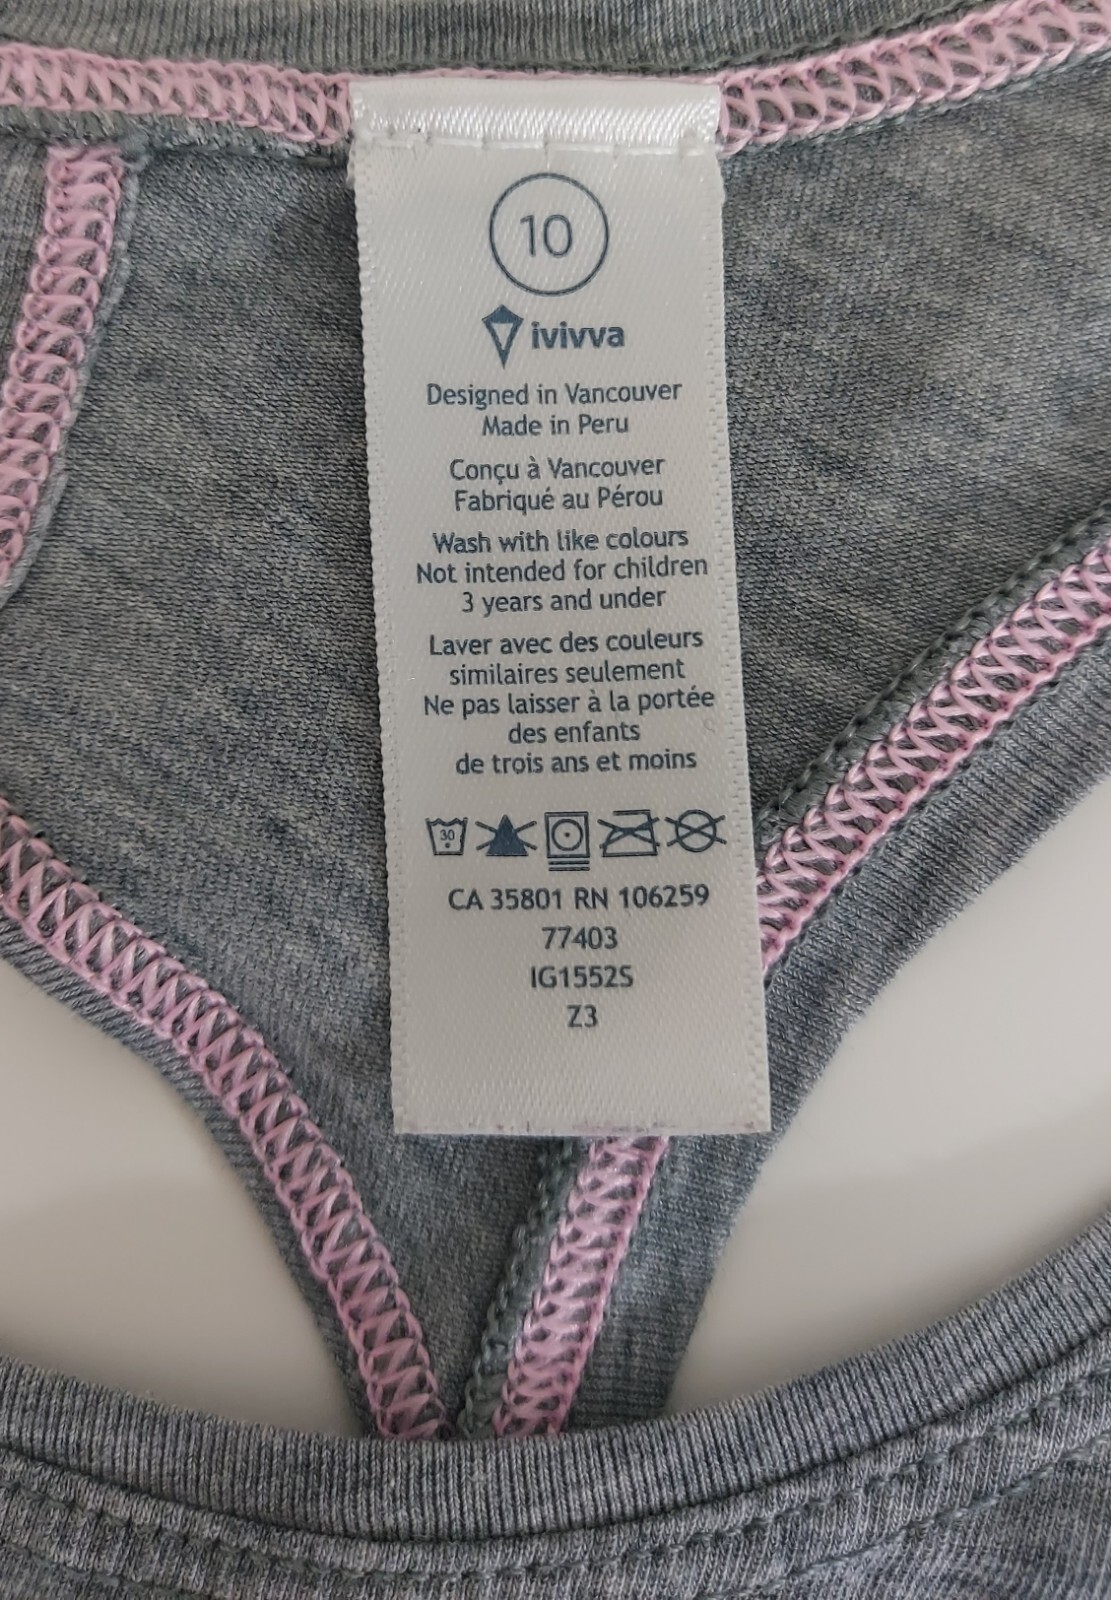 10
ivivva
Designed in Vancouver
Made in Peru
Conçu à Vancouver
Fabriqué au Pérou
Wash with like colours
Not intended for children
3 years and under
Laver avec des couleurs
similaires seulement
Ne pas laisser à la portée
des enfants
de trois ans et moins
30
CA 35801 RN 106259
77403
IG1552S
Z3